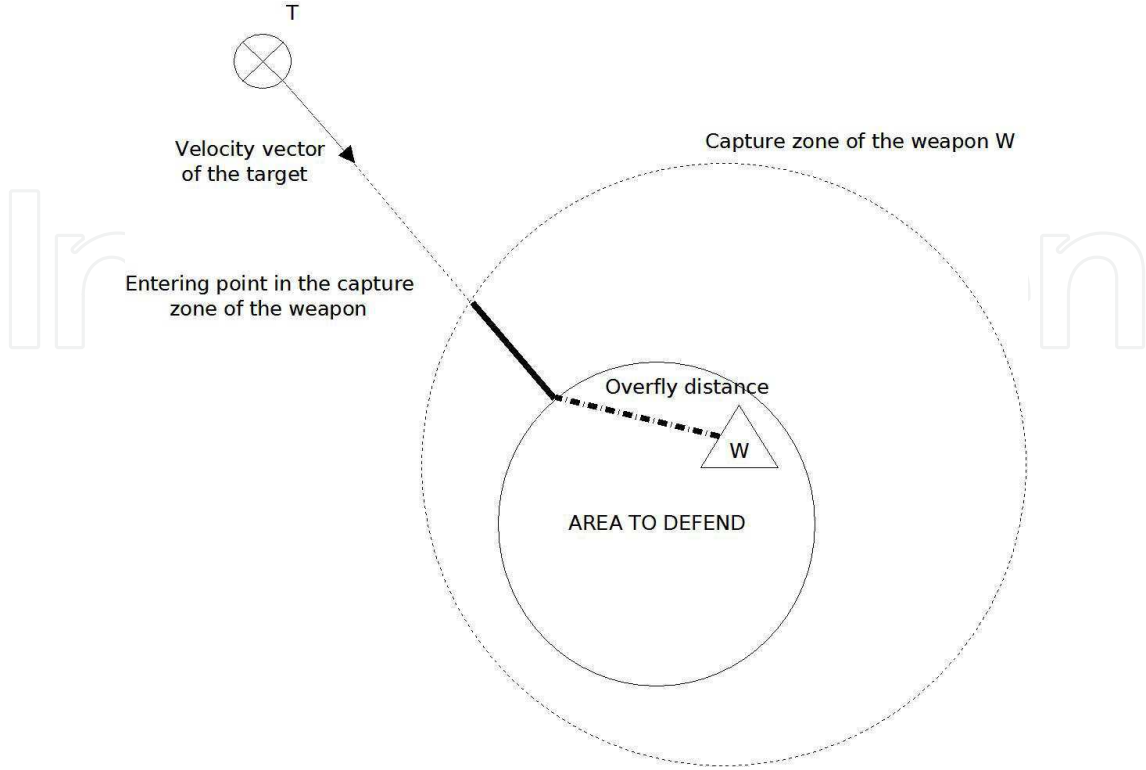 T
Velocity vector
of the target
Capture zone of the weapon W
Entering point in the capture
zone of the weapon
Overfly distance
W
AREA TO DEFEND